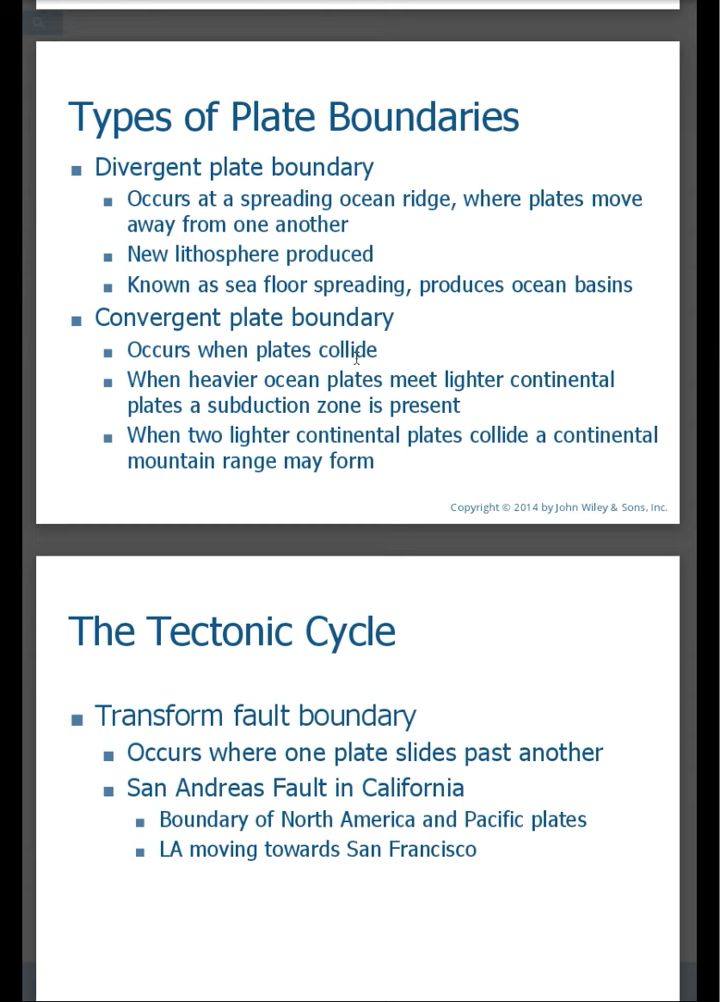 Types of Plate Boundaries
Divergent plate boundary
Occurs at a spreading ocean ridge, where plates move
away from one another
New lithosphere produced
Known as sea floor spreading, produces ocean basins
Convergent plate boundary
Occurs when plates collide
When heavier ocean plates meet lighter continental
plates a subduction zone is present
When two lighter continental plates collide a continental
mountain range may form
Copyright © 2014 by John Wiley & Sons, Inc.
The Tectonic Cycle
Transform fault boundary
Occurs where one plate slides past another
San Andreas Fault in California
Boundary of North America and Pacific plates
LA moving towards San Francisco